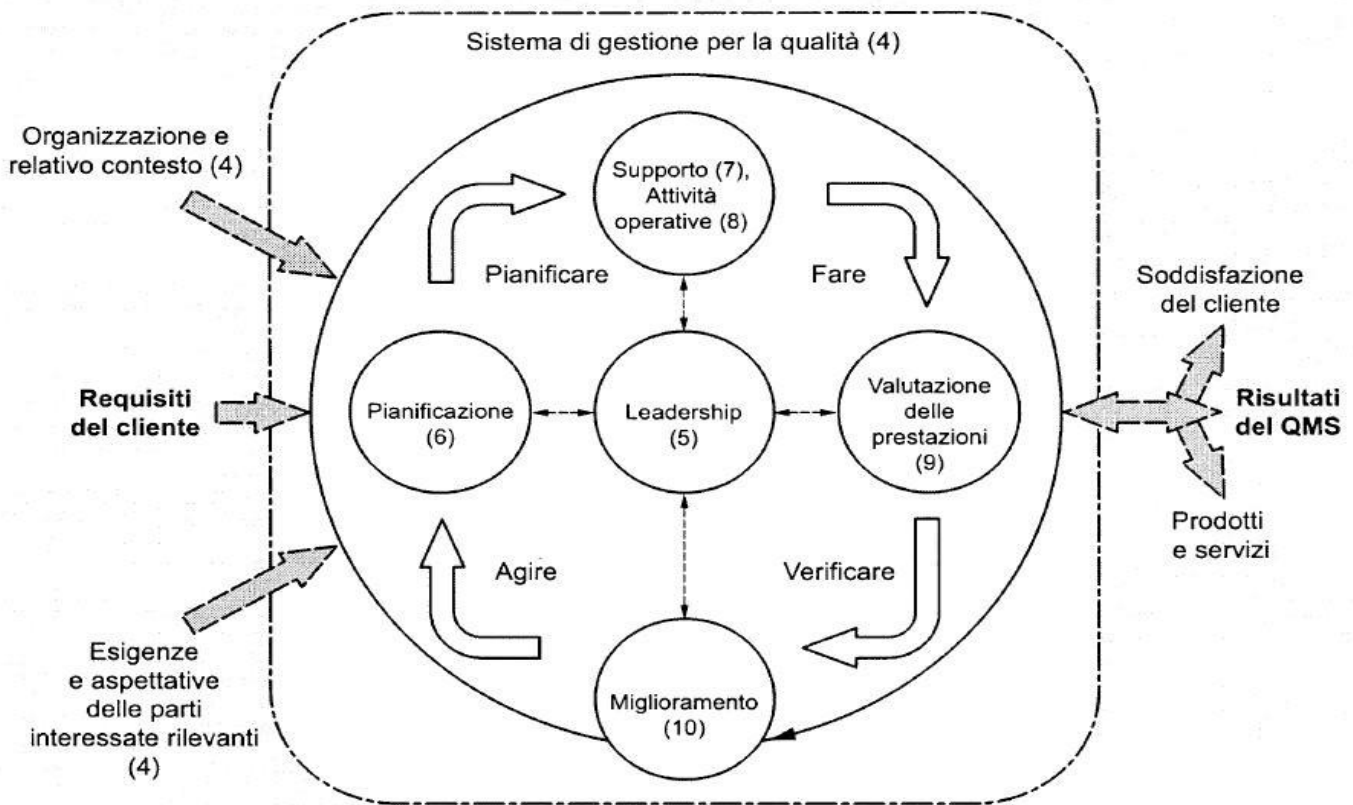 Sistema di gestione per la qualità (4)
Organizzazione e
relativo contesto (4)
Supporto (7),
Attività
operative (8)
Pianificare
Fare
Soddisfazione
del cliente
Requisiti
del cliente
Pianificazione
(6)
Leadership
(5)
Valutazione
delle
prestazioni
(9)
Risultati
del QMS
Agire
Verificare
Prodotti
e servizi
Esigenze
e aspettative
delle parti
interessate rilevanti
(4)
Miglioramento
(10)